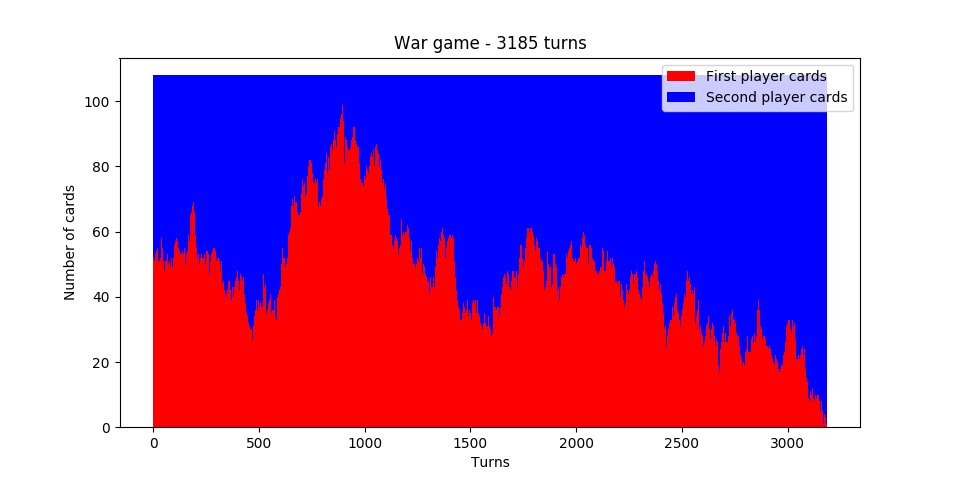 War game - 3185 turns
First player cards
Second player cards
Number of cards
100
80
60
40
20
0
0 500 1000 1500 2000 2500 3000
Turns